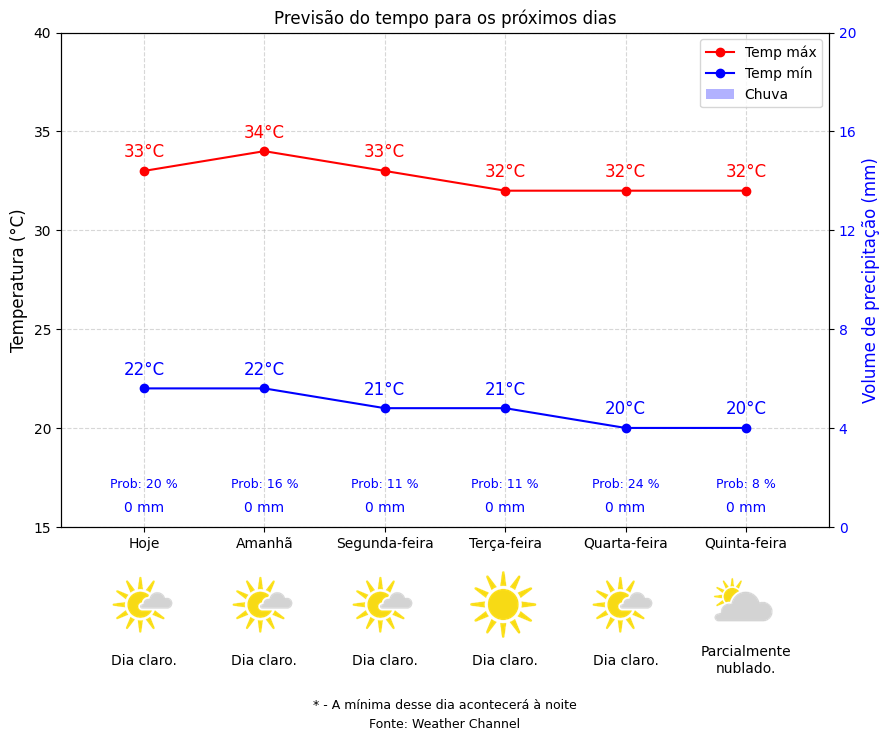 Previsão do tempo para os próximos dias
40
35
30
25
20
15
Temperatura (°C)
20
16
12
8
4
0
Volume de precipitação (mm)
Temp máx
Temp mín
Chuva
33°C 34°C 33°C 32°C 32°C 32°C
22°C 22°C 21°C 21°C 20°C 20°C
Prob: 20 % Prob: 16 % Prob: 11 % Prob: 11 % Prob: 24 % Prob: 8 %
0 mm 0 mm 0 mm 0 mm 0 mm 0 mm
Hoje Amanhã Segunda-feira Terça-feira Quarta-feira Quinta-feira
Dia claro. Dia claro. Dia claro. Dia claro. Dia claro. Parcialmente
nublado.
* - A mínima desse dia acontecerá à noite
Fonte: Weather Channel